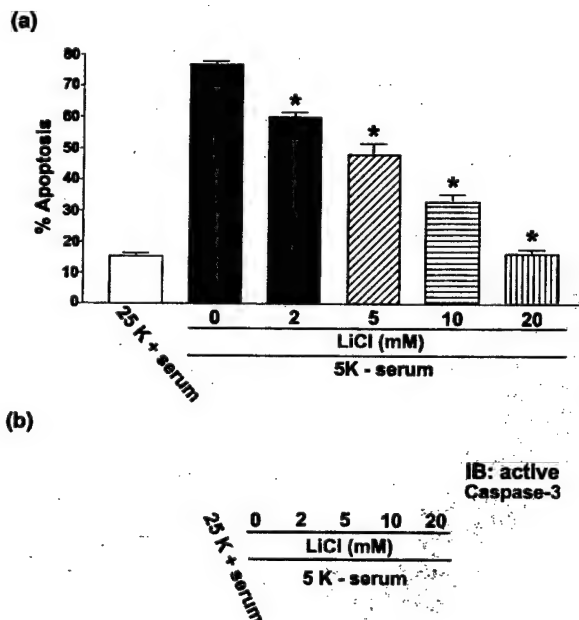 (a)
80
70
60
50
40
30
20
10
0
% Apoptosis
* * * *
25 K + serum
0 2 5 10 20
LiCl (mM)
5K - serum
(b)
IB: active
Caspase-3
25 K + serum
0 2 5 10 20
LiCl (mM)
5 K - serum